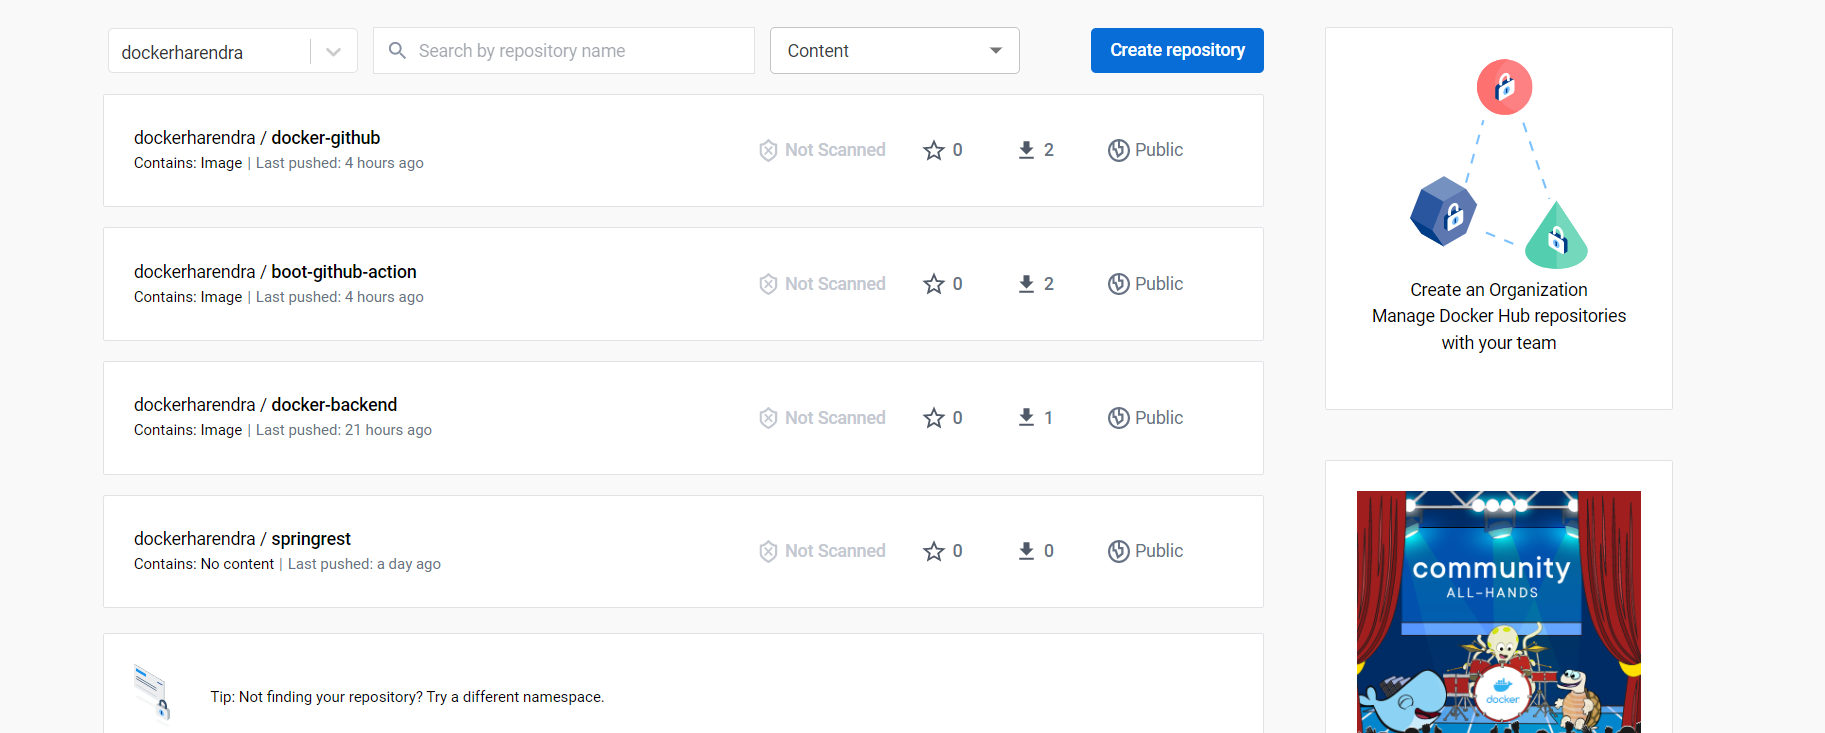 dockerharendra
Search by repository name
Content
Create repository
dockerharendra / docker-github
Contains: Image | Last pushed: 4 hours ago
Not Scanned
0
2
Public
dockerharendra / boot-github-action
Contains: Image | Last pushed: 4 hours ago
Not Scanned
0
2
Public
dockerharendra / docker-backend
Contains: Image | Last pushed: 21 hours ago
Not Scanned
0
1
Public
dockerharendra / springrest
Contains: No content | Last pushed: a day ago
Not Scanned
0
0
Public
Tip: Not finding your repository? Try a different namespace.
Create an Organization
Manage Docker Hub repositories
with your team
community
ALL-HANDS
docker